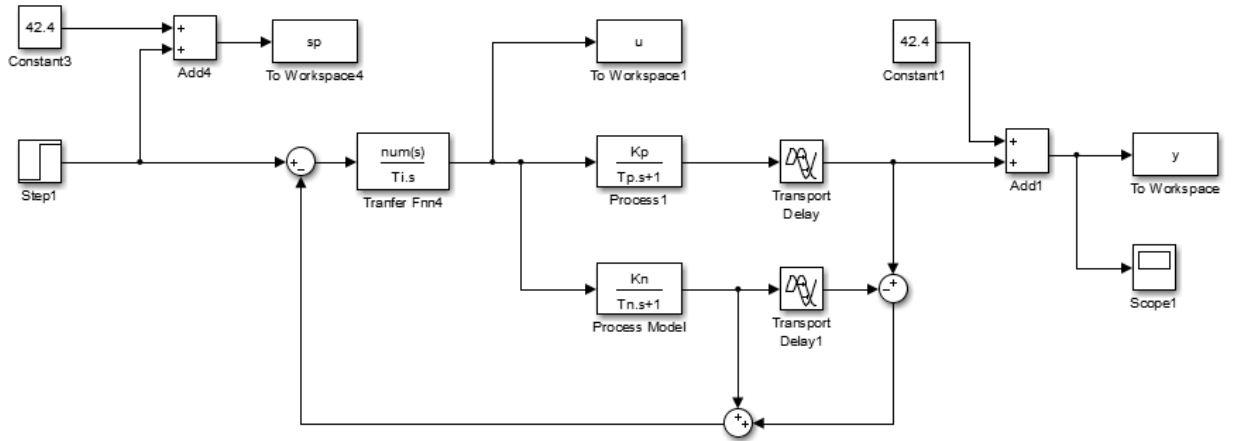 42.4
Constant3
+
+
Add4
sp
To Workspace4
u
To Workspace1
42.4
Constant1
Step1
+
−
num(s)
Ti.s
Tranfer Fnn4
Kp
Tp.s+1
Process1
Transport
Delay
+
+
Add1
y
To Workspace
Kn
Tn.s+1
Process Model
Transport
Delay1
−
+
Scope1
+
+